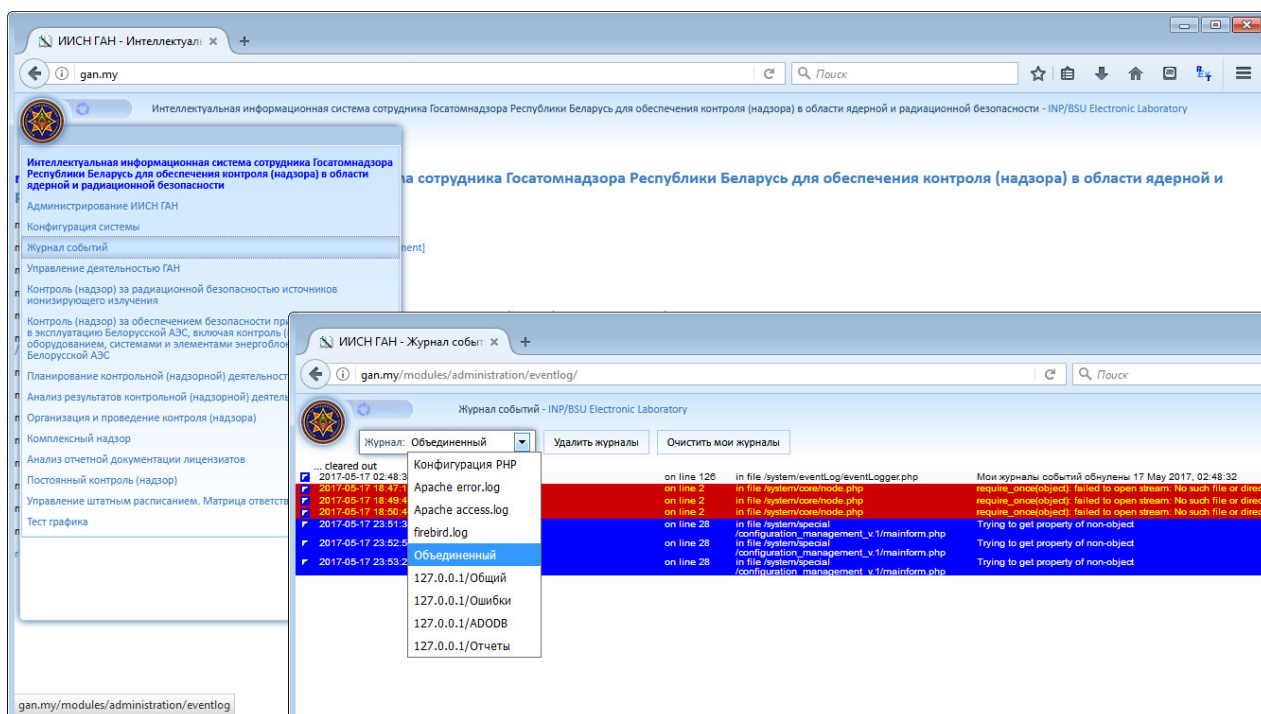 ИИСН ГАН - Интеллектуаль
gan.my
Поиск
Интеллектуальная информационная система сотрудника Госатомнадзора Республики Беларусь для обеспечения контроля (надзора) в области ядерной и радиационной безопасности - INP/BSU Electronic Laboratory
Интеллектуальная информационная система сотрудника Госатомнадзора
Республики Беларусь для обеспечения контроля (надзора) в области
ядерной и радиационной безопасности
сотрудника Госатомнадзора Республики Беларусь для обеспечения контроля (надзора) в области ядерной и
Администрирование ИИСН ГАН
Конфигурация системы
Журнал событий
Управление деятельностью ГАН
Контроль (надзор) за радиационной безопасностью источников
ионизирующего излучения
Контроль (надзор) за обеспечением безопасности при
в эксплуатацию Белорусской АЭС, включая контроль (
оборудованием, системами и элементами энергоблок
Белорусской АЭС
Планирование контрольной (надзорной) деятельност
Анализ результатов контрольной (надзорной) деятель
Организация и проведение контроля (надзора)
Комплексный надзор
Анализ отчетной документации лицензиатов
Постоянный контроль (надзор)
Управление штатным расписанием. Матрица ответств
Тест графика
gan.my/modules/administration/eventlog
ИИСН ГАН - Журнал событ
gan.my/modules/administration/eventlog/
Поиск
Журнал событий - INP/BSU Electronic Laboratory
Журнал: Объединенный
Удалить журналы
Очистить мои журналы
Конфигурация PHP
Apache error.log
Apache access.log
firebird.log
Объединенный
127.0.0.1/Общий
127.0.0.1/Ошибки
127.0.0.1/ADODB
127.0.0.1/Отчеты
... cleared out
2017-05-17 02:48:3 on line 126 in file /system/eventLog/eventLogger.php Мои журналы событий обнулены 17 May 2017, 02:48:32
2017-05-17 18:47:1 on line 2 in file /system/core/node.php require_once(object): failed to open stream: No such file or direc
2017-05-17 18:49:4 on line 2 in file /system/core/node.php require_once(object): failed to open stream: No such file or direc
2017-05-17 18:50:4 on line 2 in file /system/core/node.php require_once(object): failed to open stream: No such file or direc
2017-05-17 23:51:3 on line 28 in file /system/special Trying to get property of non-object
/configuration_management_v.1/mainform.php
2017-05-17 23:52:5 on line 28 in file /system/special Trying to get property of non-object
/configuration_management_v.1/mainform.php
2017-05-17 23:53:2 on line 28 in file /system/special Trying to get property of non-object
/configuration_management_v.1/mainform.php